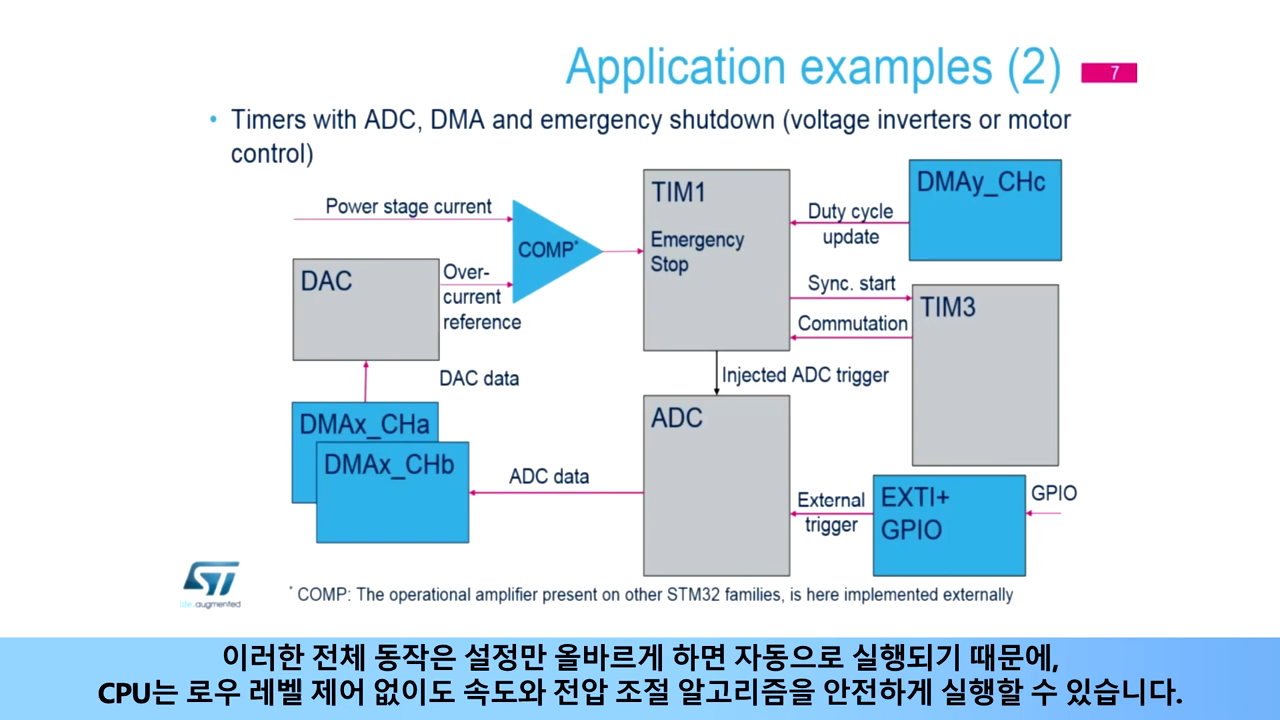 Application examples (2)
7
• Timers with ADC, DMA and emergency shutdown (voltage inverters or motor
control)
Power stage current
COMP*
DAC
Over-
current
reference
TIM1
Emergency
Stop
DMAy_CHc
Duty cycle
update
Sync. start
Commutation
TIM3
Injected ADC trigger
DAC data
DMAx_CHa
DMAx_CHb
ADC data
ADC
External
trigger
EXTI+
GPIO
GPIO
ST
life.augmented
* COMP: The operational amplifier present on other STM32 families, is here implemented externally
이러한 전체 동작은 설정만 올바르게 하면 자동으로 실행되기 때문에,
CPU는 로우 레벨 제어 없이도 속도와 전압 조절 알고리즘을 안전하게 실행할 수 있습니다.